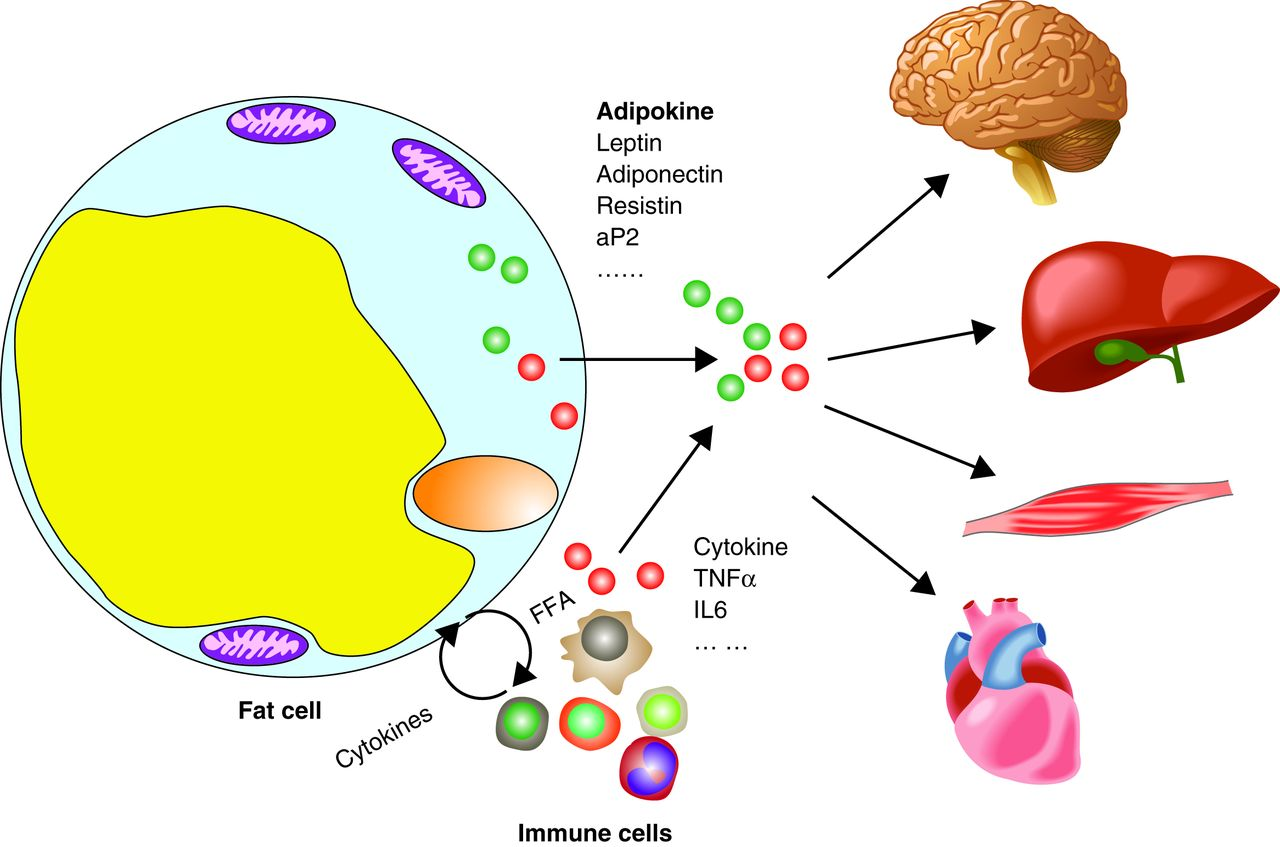 Adipokine
Leptin
Adiponectin
Resistin
aP2
……
Cytokine
TNFα
IL6
... ...
FFA
Cytokines
Fat cell
Immune cells